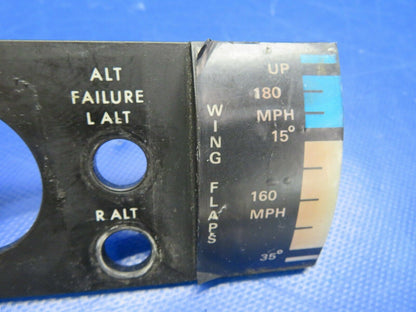 ALT
FAILURE
L ALT
R ALT
WING FLAPS
UP
180
MPH
15°
160
MPH
35°